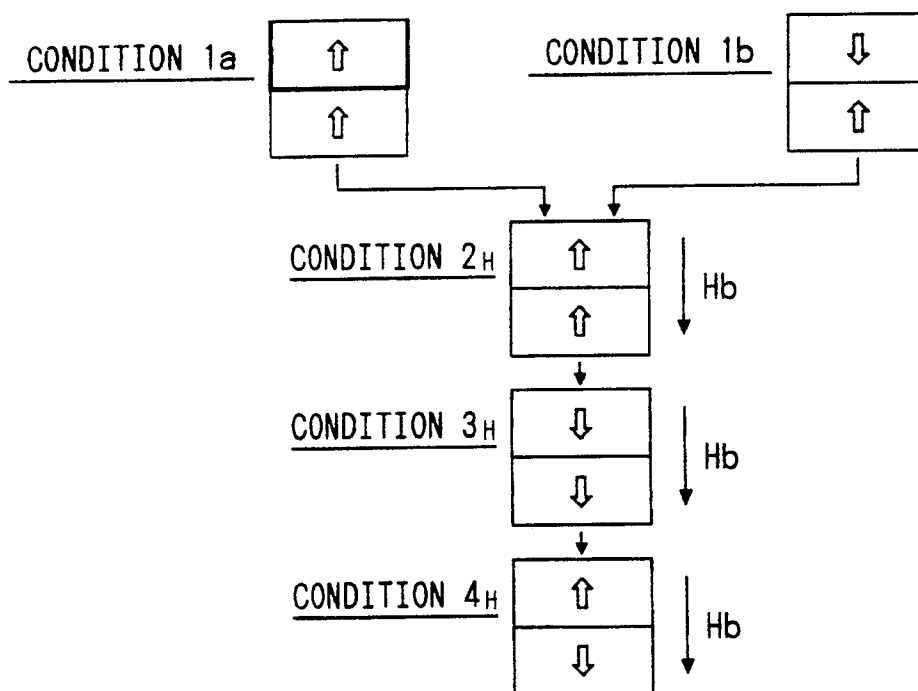 CONDITION 1a
CONDITION 1b
CONDITION 2H
Hb
CONDITION 3H
Hb
CONDITION 4H
Hb